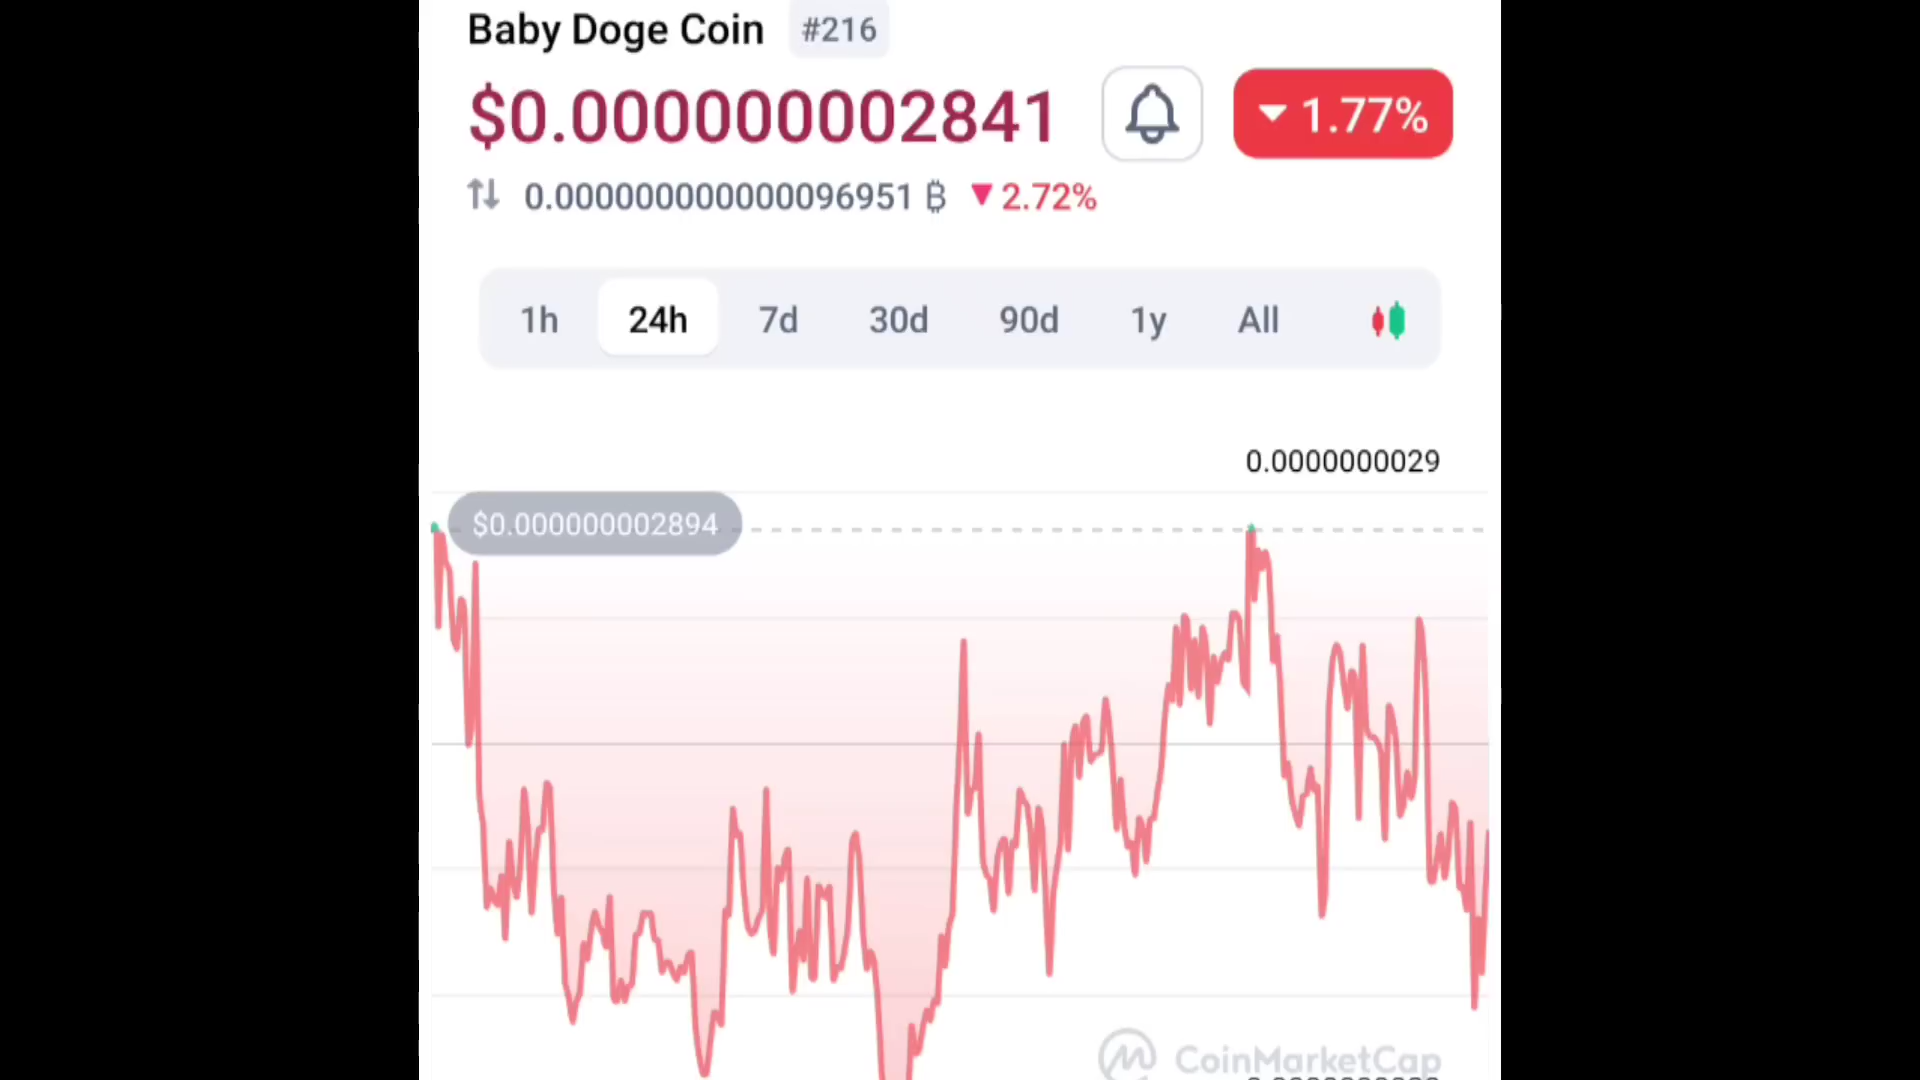 Baby Doge Coin #216
$0.000000002841 1.77%
0.000000000000096951 ₿ 2.72%
1h 24h 7d 30d 90d 1y All
0.0000000029
$0.000000002894
CoinMarketCap